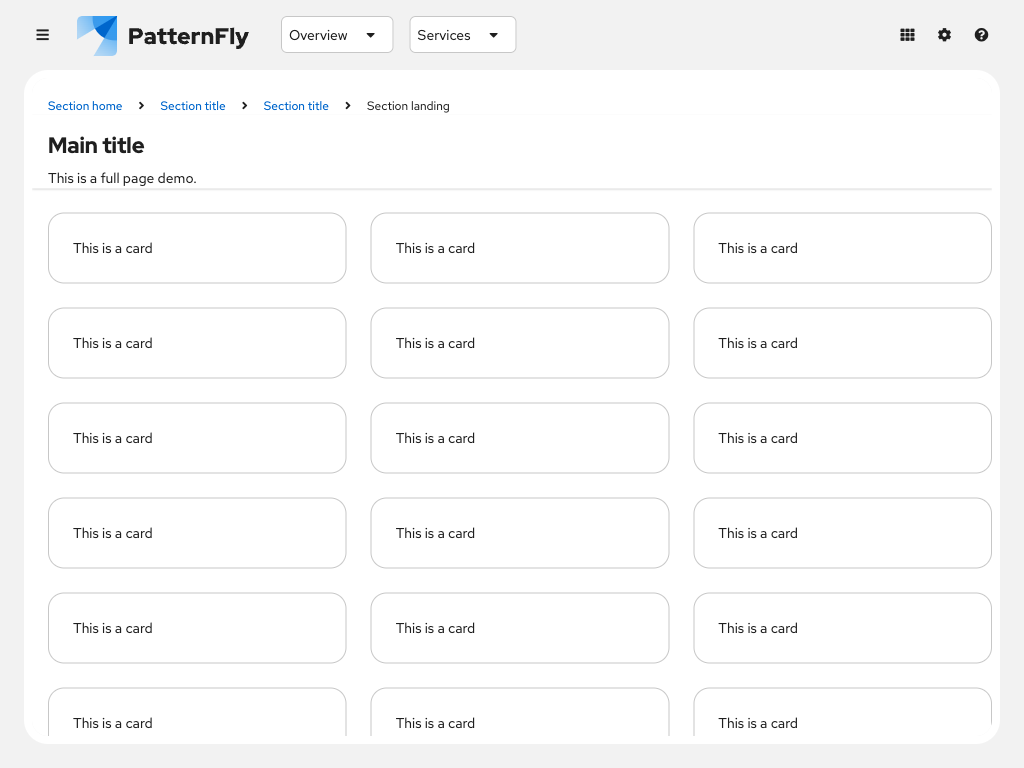 PatternFly Overview Services
Section home Section title Section title Section landing
Main title
This is a full page demo.
This is a card This is a card This is a card
This is a card This is a card This is a card
This is a card This is a card This is a card
This is a card This is a card This is a card
This is a card This is a card This is a card
This is a card This is a card This is a card